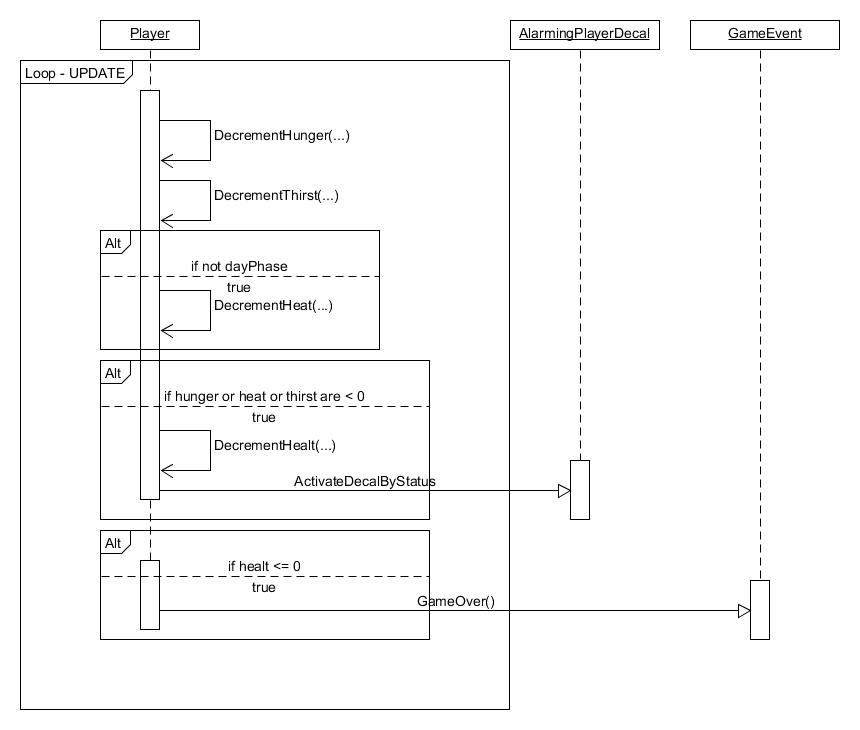 Player
AlarmingPlayerDecal
GameEvent
Loop - UPDATE
DecrementHunger(...)
DecrementThirst(...)
Alt
if not dayPhase
true
DecrementHeat(...)
Alt
if hunger or heat or thirst are < 0
true
DecrementHealt(...)
ActivateDecalByStatus
Alt
if healt <= 0
true
GameOver()